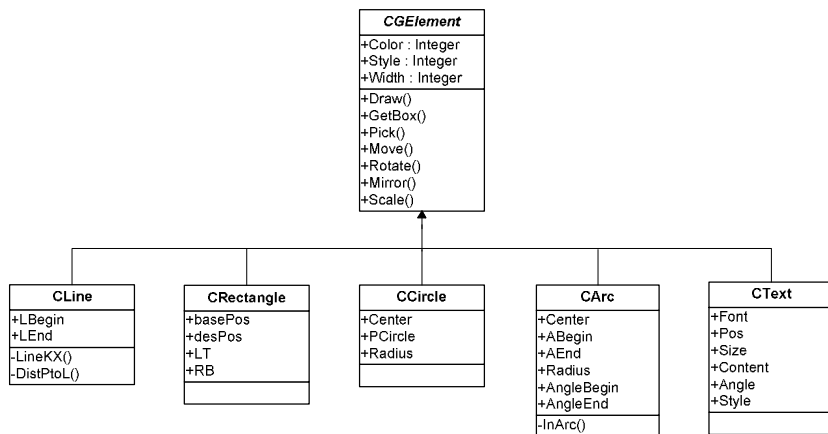 CGElement
+Color : Integer
+Style : Integer
+Width : Integer
+Draw()
+GetBox()
+Pick()
+Move()
+Rotate()
+Mirror()
+Scale()
CLine
+LBegin
+LEnd
-LineKX()
-DistPtoL()
CRectangle
+basePos
+desPos
+LT
+RB
CCircle
+Center
+PCircle
+Radius
CArc
+Center
+ABegin
+AEnd
+Radius
+AngleBegin
+AngleEnd
-InArc()
CText
+Font
+Pos
+Size
+Content
+Angle
+Style